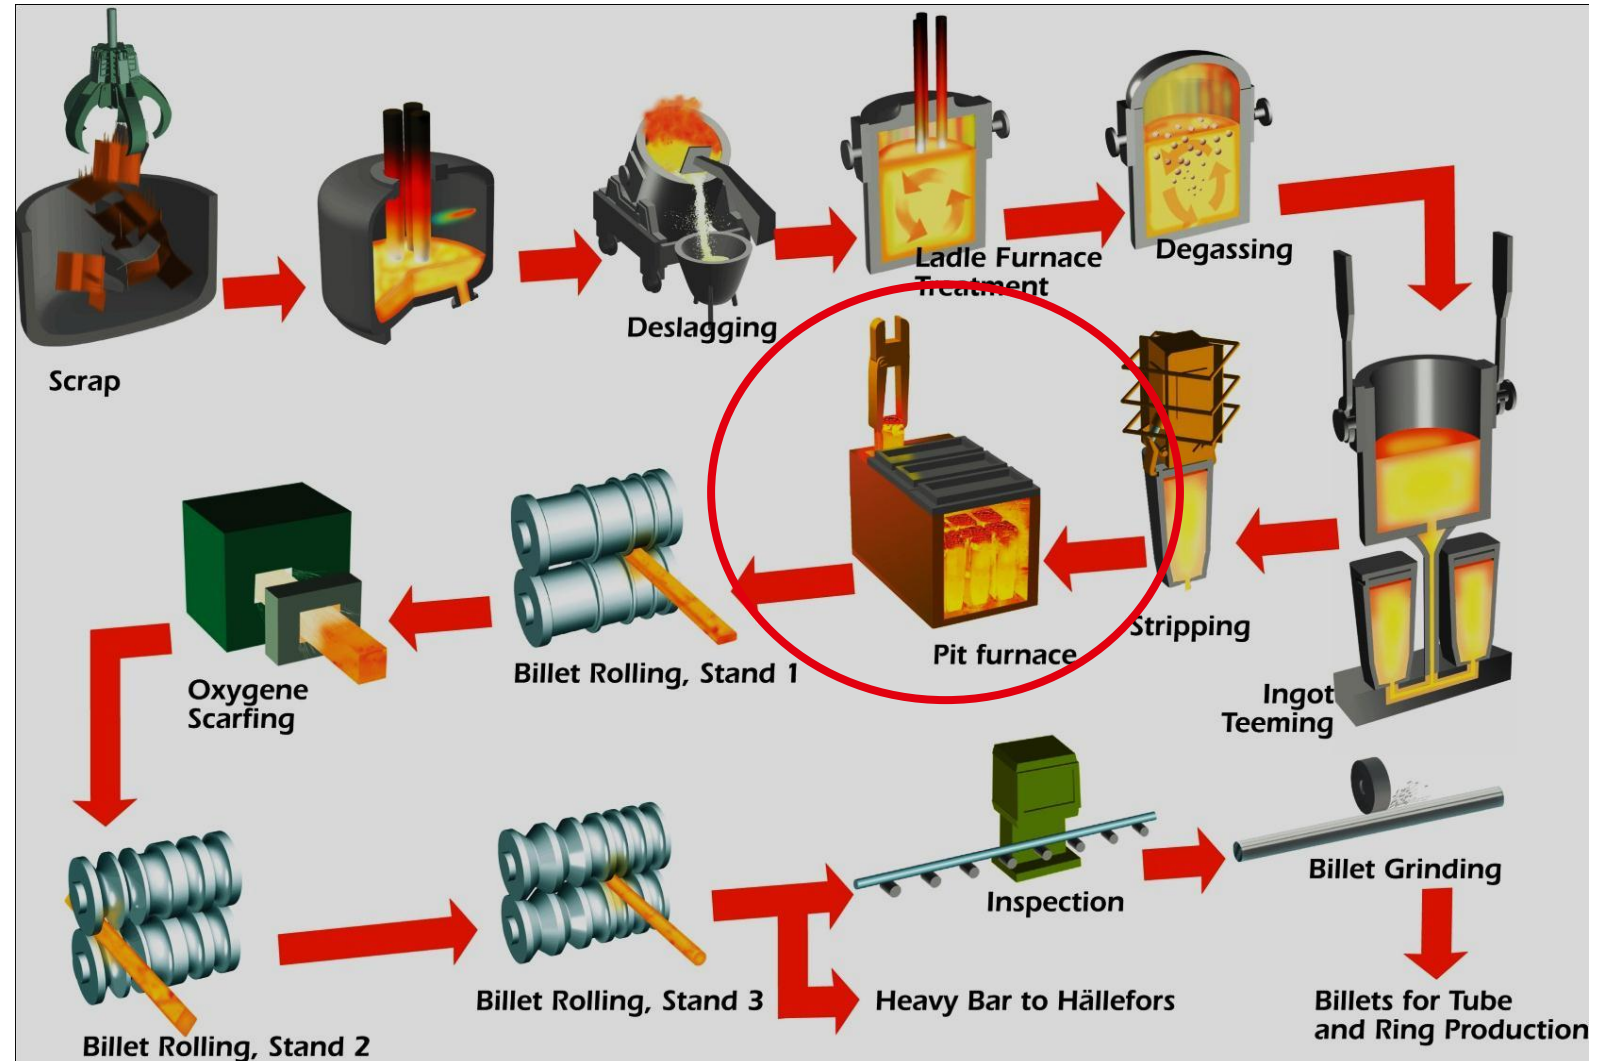 Scrap
Deslagging
Ladle Furnace
Treatment
Degassing
Ingot
Teeming
Stripping
Pit furnace
Billet Rolling, Stand 1
Oxygene
Scarfing
Billet Rolling, Stand 2
Billet Rolling, Stand 3
Heavy Bar to Hällefors
Inspection
Billet Grinding
Billets for Tube
and Ring Production